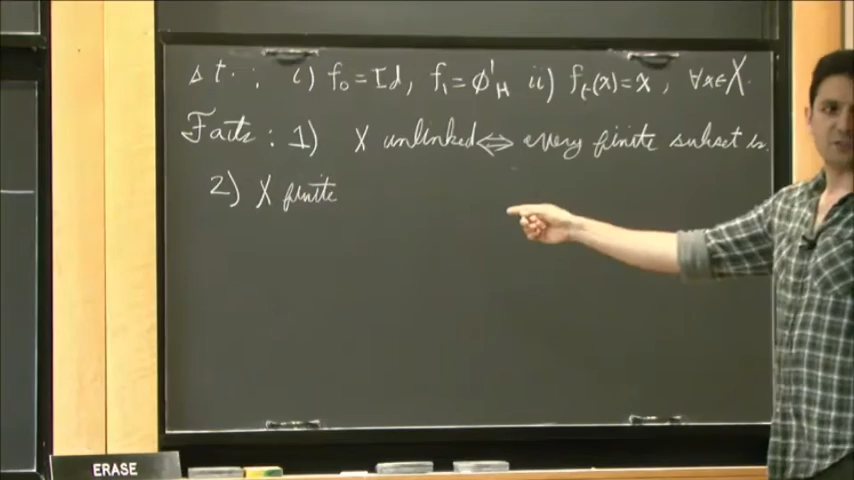 s.t. : i) f₀ = Id, f₁ = ϕ¹_H ii) f_t(x) = x, ∀x∈X.
Facts : 1) X unlinked ⇔ every finite subset is.
2) X finite
ERASE